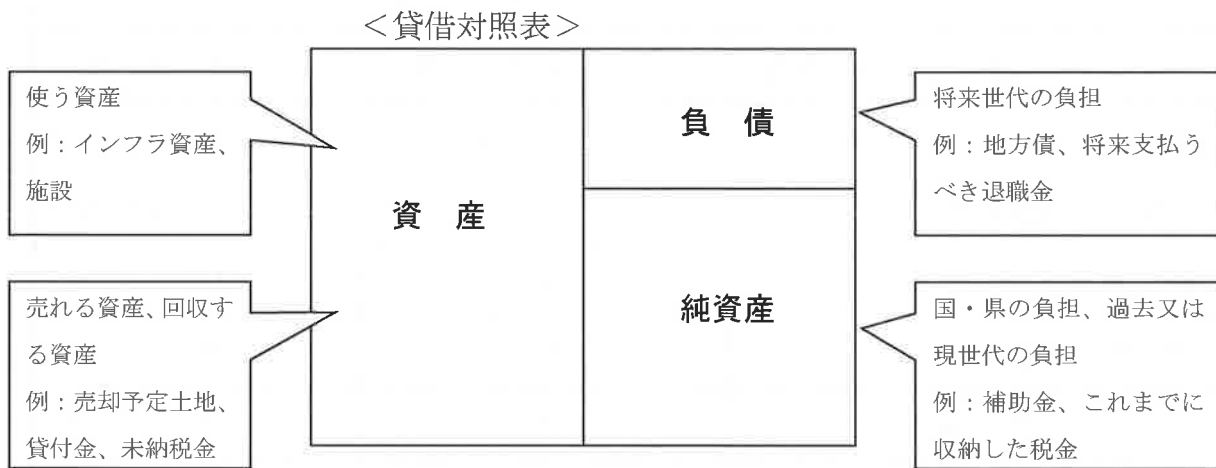 ＜貸借対照表＞
使う資産
例：インフラ資産、
施設
売れる資産、回収す
る資産
例：売却予定土地、
貸付金、未納税金
資　産
負　債
純資産
将来世代の負担
例：地方債、将来支払う
べき退職金
国・県の負担、過去又は
現世代の負担
例：補助金、これまでに
収納した税金